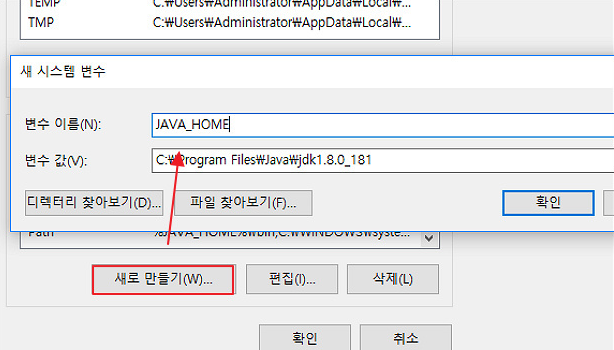 TEMP C:₩Users₩Administrator₩AppData₩Local₩...
TMP C:₩Users₩Administrator₩AppData₩Local₩...
새 시스템 변수
변수 이름(N): JAVA_HOME
변수 값(V): C:₩Program Files₩Java₩jdk1.8.0_181
디렉터리 찾아보기(D)... 파일 찾아보기(F)... 확인
Path %JAVA_HOME%₩bin;C:₩WINDOWS₩syste...
새로 만들기(W)... 편집(I)... 삭제(L)
확인 취소